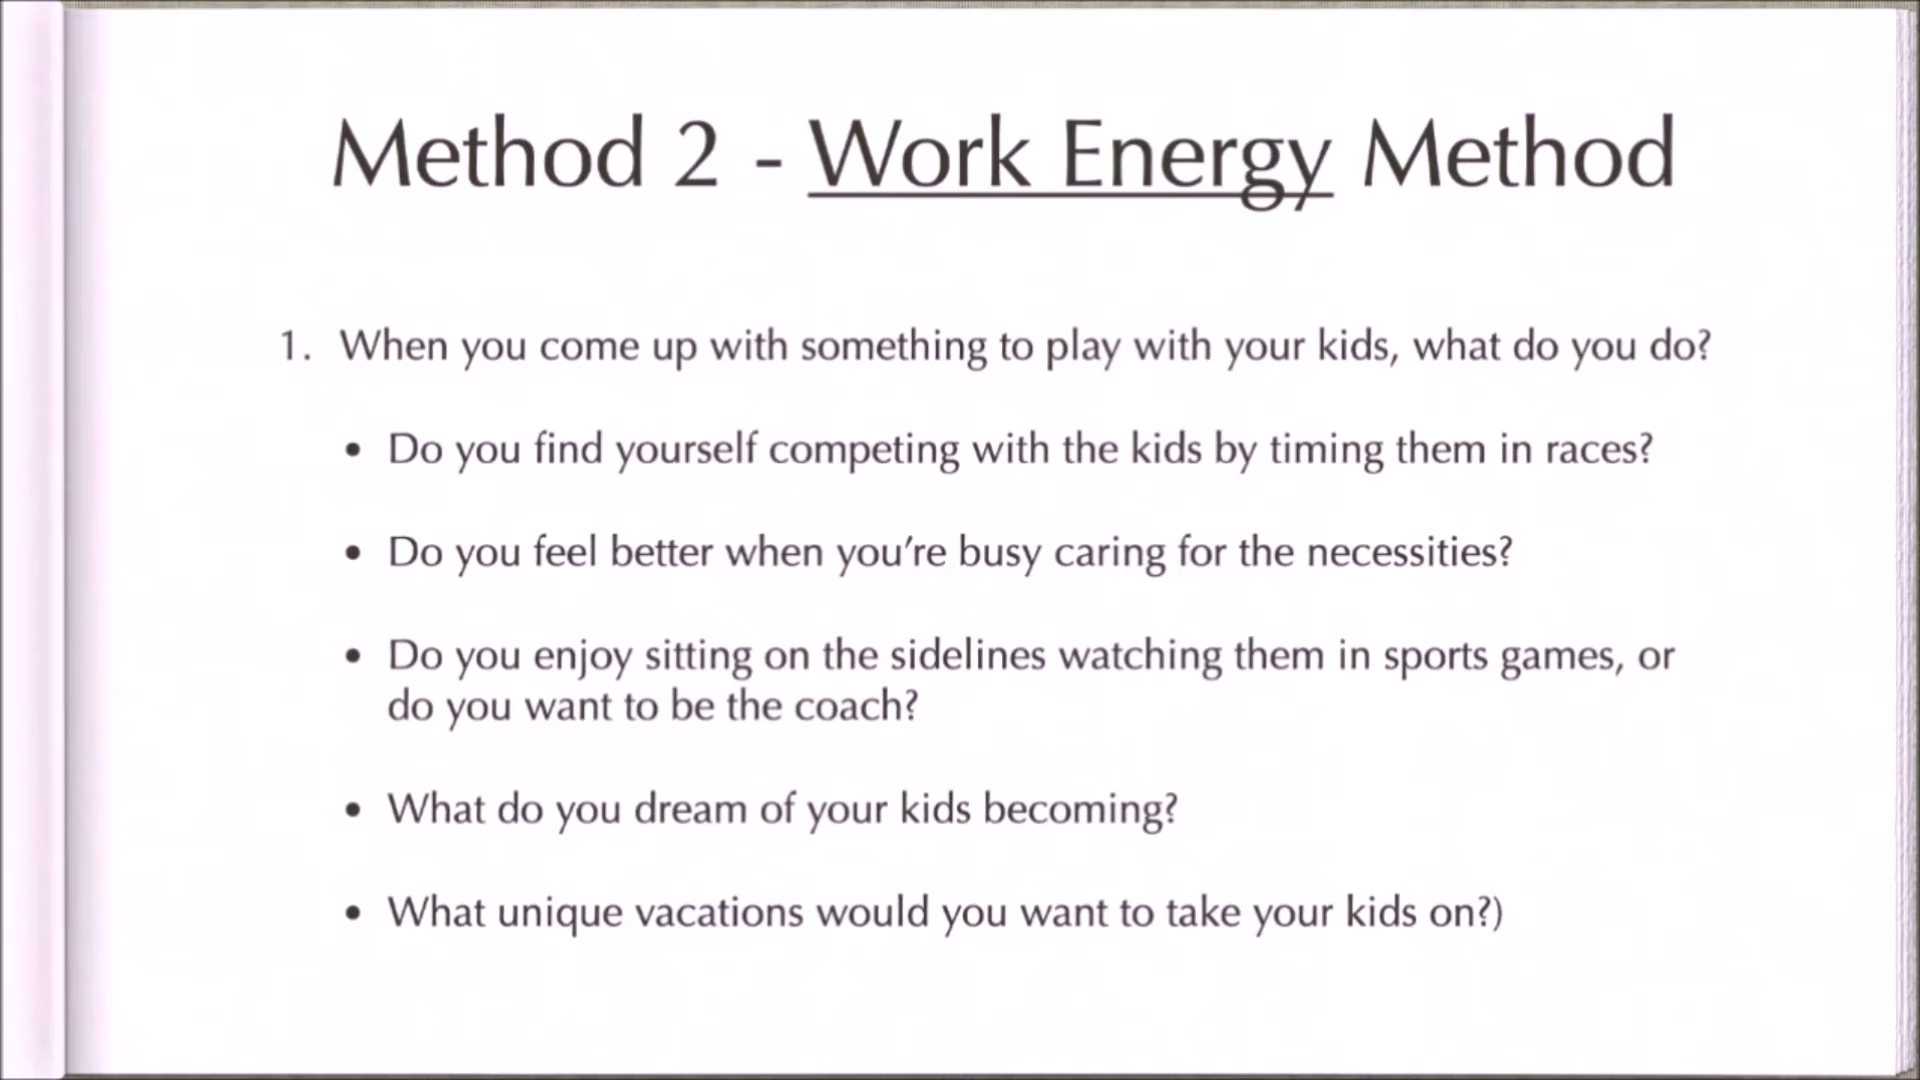 Method 2 - Work Energy Method
1. When you come up with something to play with your kids, what do you do?
• Do you find yourself competing with the kids by timing them in races?
• Do you feel better when you’re busy caring for the necessities?
• Do you enjoy sitting on the sidelines watching them in sports games, or
do you want to be the coach?
• What do you dream of your kids becoming?
• What unique vacations would you want to take your kids on?)